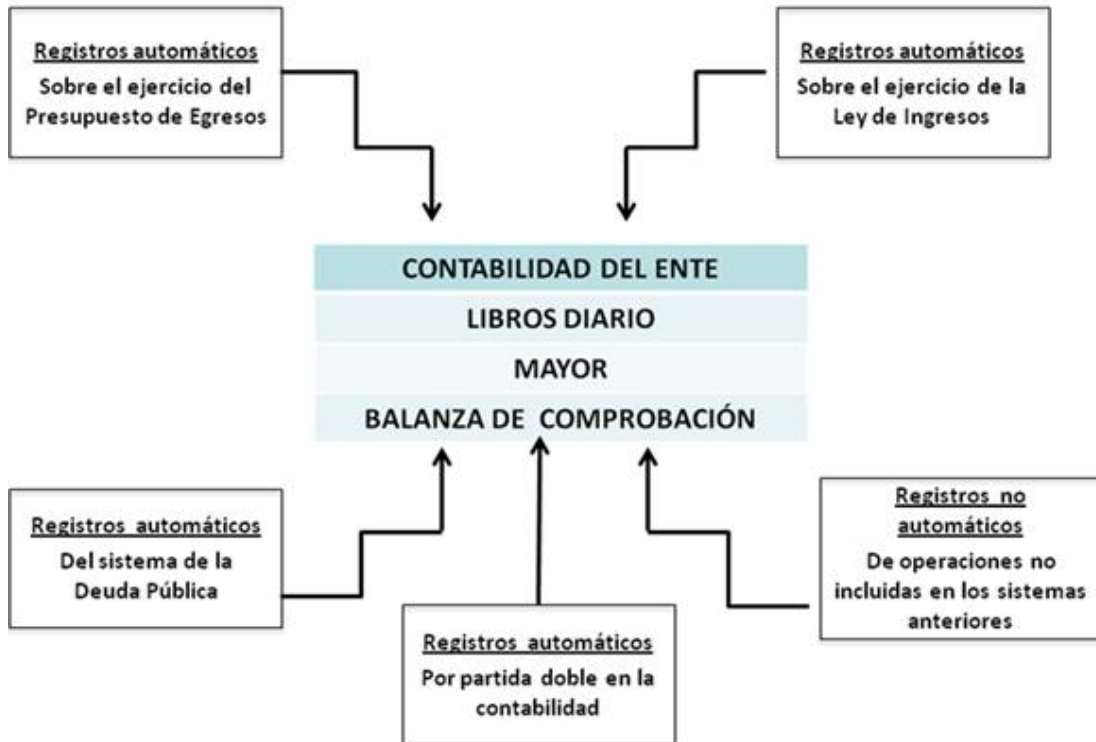 Registros automáticos
Sobre el ejercicio del
Presupuesto de Egresos
Registros automáticos
Sobre el ejercicio de la
Ley de Ingresos
CONTABILIDAD DEL ENTE
LIBROS DIARIO
MAYOR
BALANZA DE COMPROBACIÓN
Registros automáticos
Del sistema de la
Deuda Pública
Registros automáticos
Por partida doble en la
contabilidad
Registros no
automáticos
De operaciones no
incluidas en los sistemas
anteriores